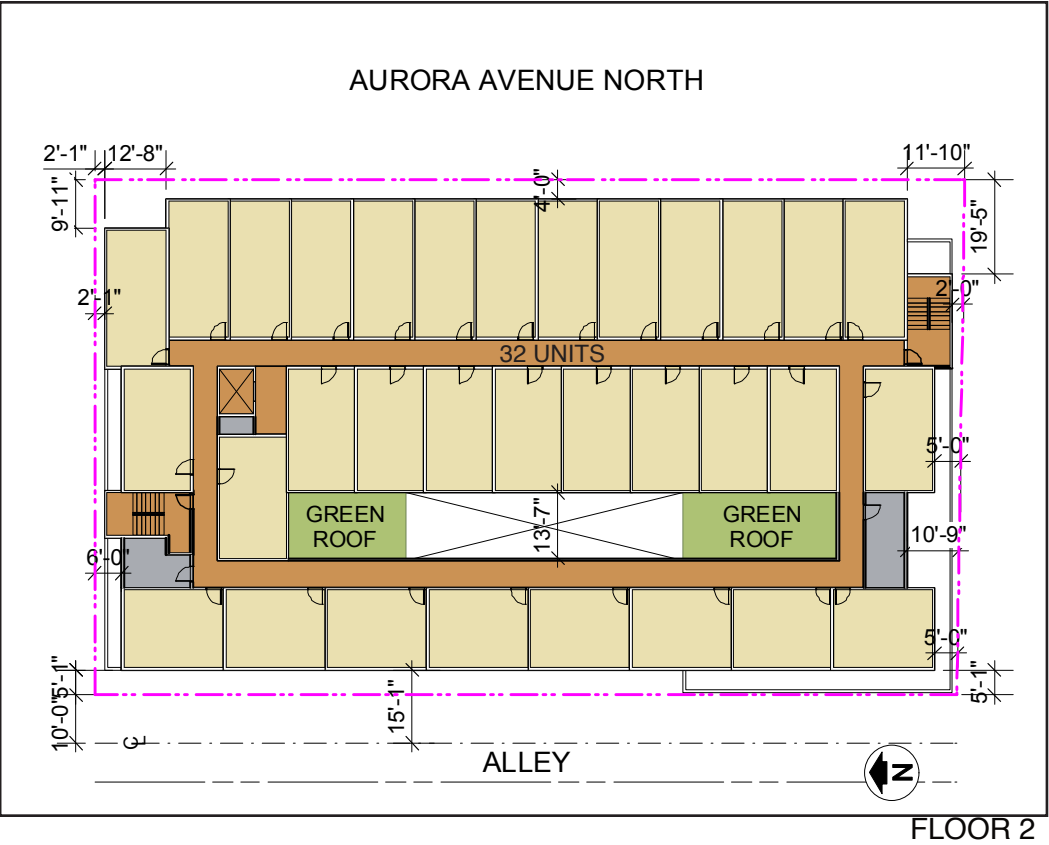 AURORA AVENUE NORTH
2'-1" 12'-8" 11'-10"
9'-11"
4'-0"
19'-5"
2'-1"
2'-0"
32 UNITS
5'-0"
GREEN
ROOF
13'-7"
GREEN
ROOF
10'-9"
6'-0"
5'-0"
5'-1"
10'-0"
15'-1"
5'-1"
CL
ALLEY
N
FLOOR 2